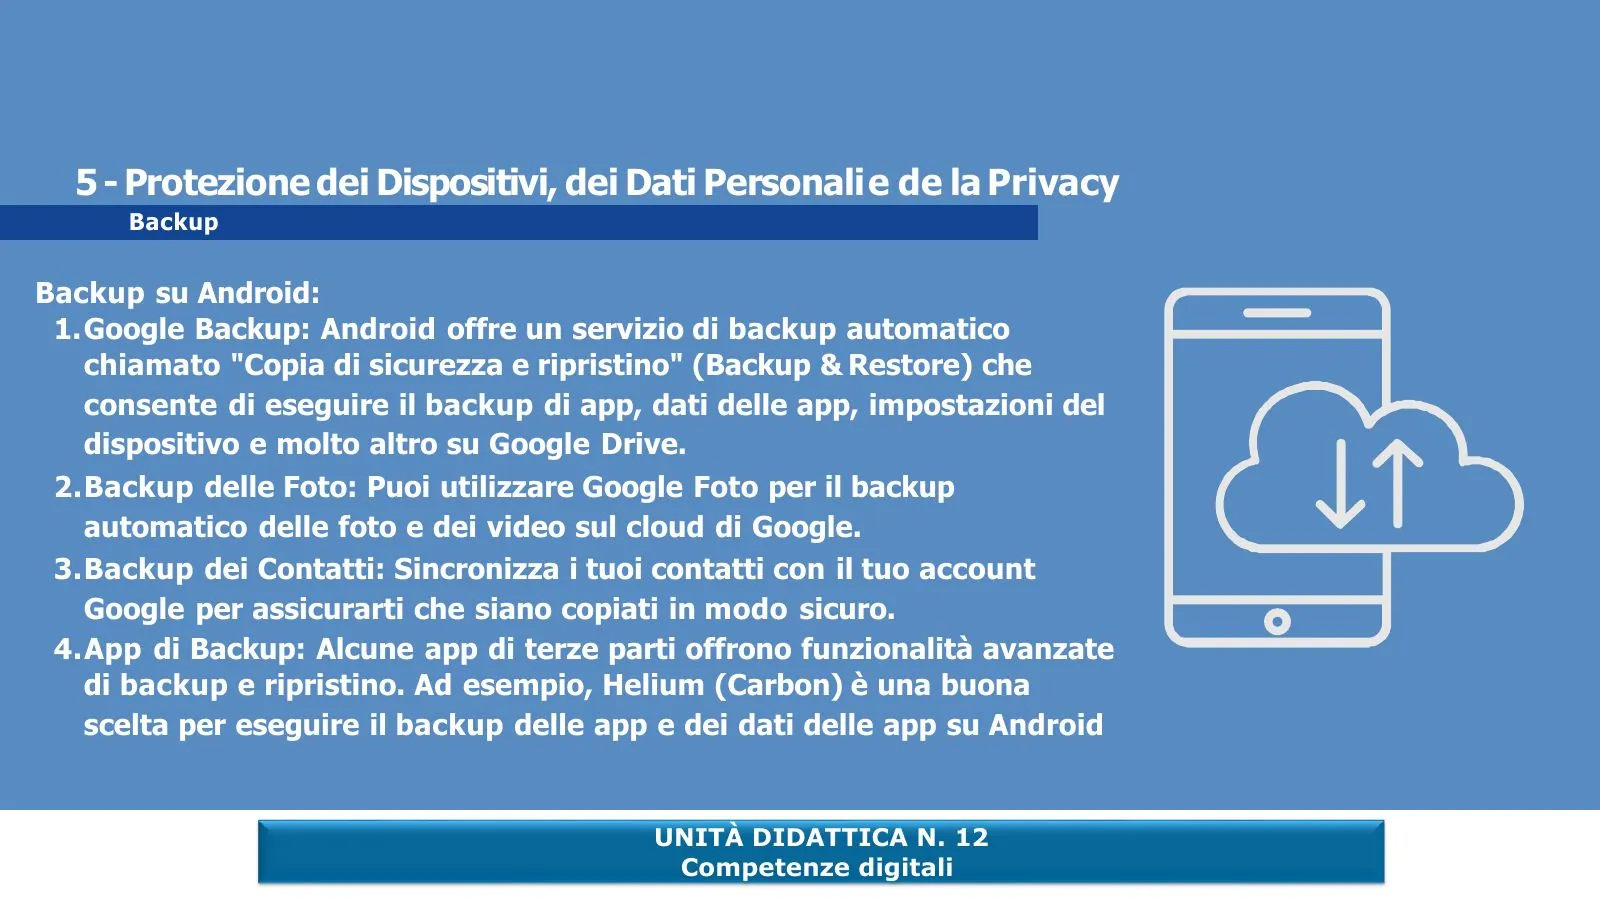 5 - Protezione dei Dispositivi, dei Dati Personali e de la Privacy
Backup
Backup su Android:
1. Google Backup: Android offre un servizio di backup automatico
chiamato "Copia di sicurezza e ripristino" (Backup & Restore) che
consente di eseguire il backup di app, dati delle app, impostazioni del
dispositivo e molto altro su Google Drive.
2. Backup delle Foto: Puoi utilizzare Google Foto per il backup
automatico delle foto e dei video sul cloud di Google.
3. Backup dei Contatti: Sincronizza i tuoi contatti con il tuo account
Google per assicurarti che siano copiati in modo sicuro.
4. App di Backup: Alcune app di terze parti offrono funzionalità avanzate
di backup e ripristino. Ad esempio, Helium (Carbon) è una buona
scelta per eseguire il backup delle app e dei dati delle app su Android
UNITÀ DIDATTICA N. 12
Competenze digitali